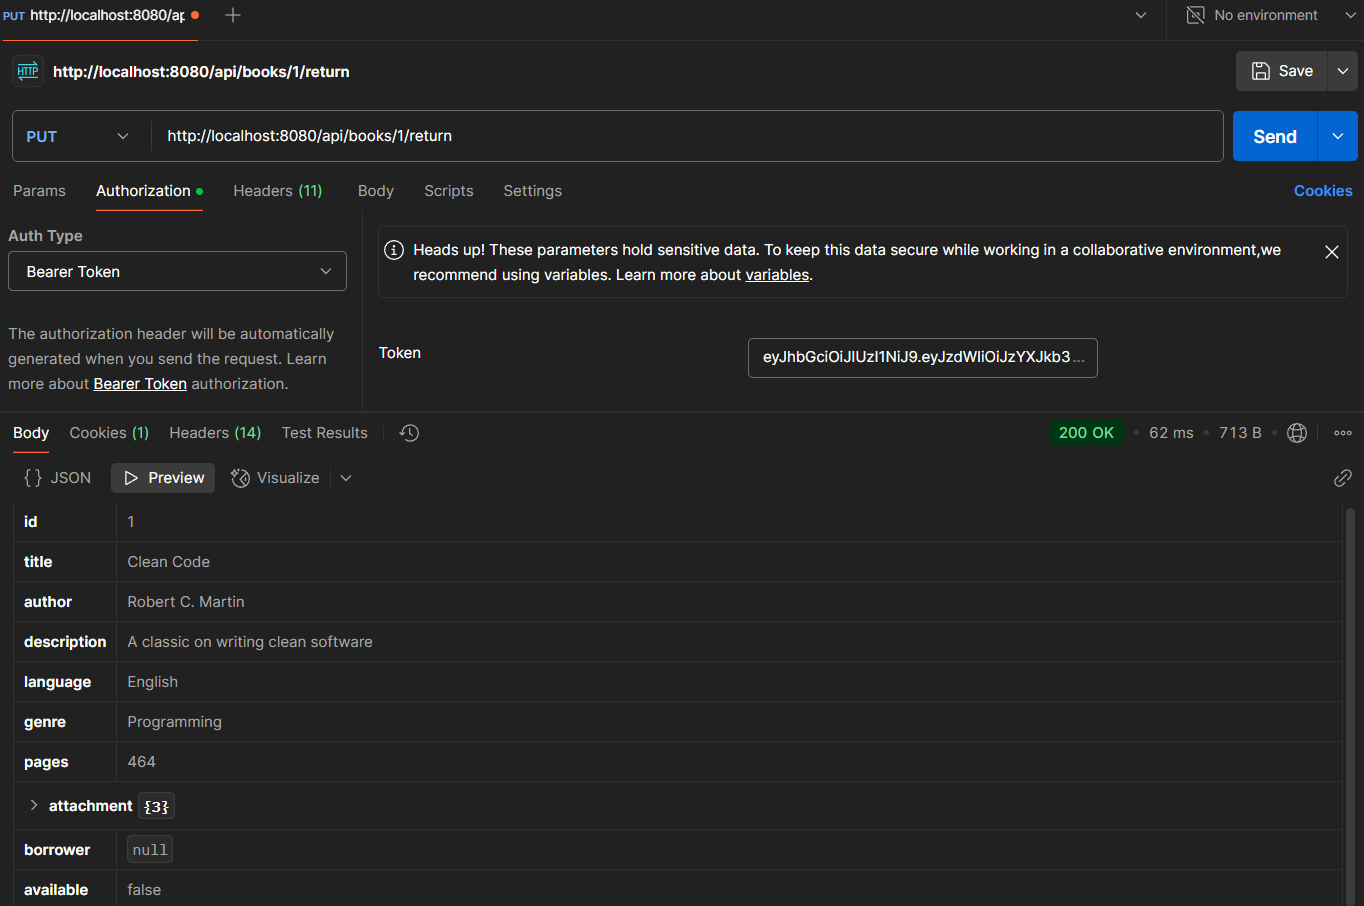 PUT http://localhost:8080/ap
No environment
HTTP http://localhost:8080/api/books/1/return
Save
PUT http://localhost:8080/api/books/1/return
Send
Params Authorization Headers (11) Body Scripts Settings
Cookies
Auth Type
Bearer Token
The authorization header will be automatically
generated when you send the request. Learn
more about Bearer Token authorization.
Heads up! These parameters hold sensitive data. To keep this data secure while working in a collaborative environment,we
recommend using variables. Learn more about variables.
Token
eyJhbGciOiJIUzI1NiJ9.eyJzdWIiOiJzYXJkb3...
Body Cookies (1) Headers (14) Test Results
200 OK • 62 ms • 713 B
{} JSON Preview Visualize
id 1
title Clean Code
author Robert C. Martin
description A classic on writing clean software
language English
genre Programming
pages 464
attachment {3}
borrower null
available false